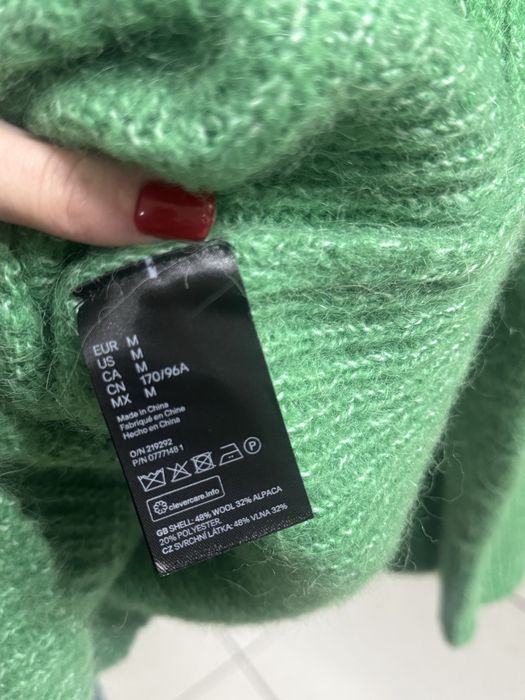 EUR M
US M
CA M
CN 170/96A
MX M
Made in China
Fabriqué en Chine
Hecho en China
O/N 219292
P/N 0777148 1
P
clevercare.info
GB SHELL: 48% WOOL 32% ALPACA
20% POLYESTER.
CZ SVRCHNÍ LÁTKA: 48% VLNA 32%